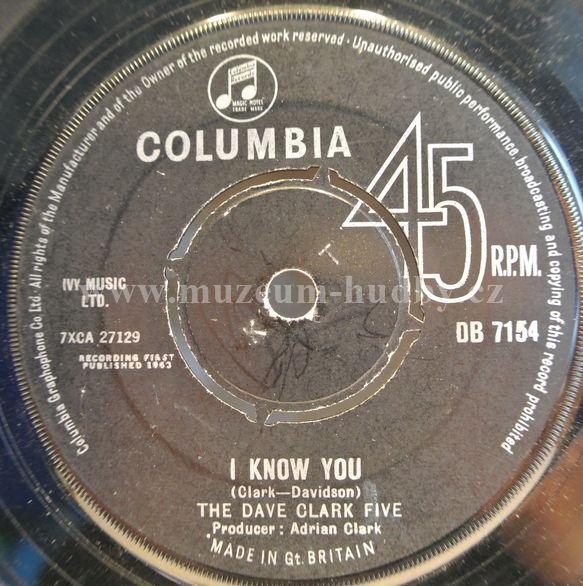 Columbia Graphophone Co Ltd. All rights of the Manufacturer and of the Owner of the recorded work reserved · Unauthorised public performance, broadcasting and copying of this record prohibited
MAGIC NOTES
TRADE MARK
COLUMBIA
45
R.P.M.
K T
IVY MUSIC
LTD.
www.muzeum-hudby.cz
7XCA 27129
DB 7154
RECORDING FIRST
PUBLISHED 1963
I KNOW YOU
(Clark—Davidson)
THE DAVE CLARK FIVE
Producer : Adrian Clark
MADE IN Gt. BRITAIN